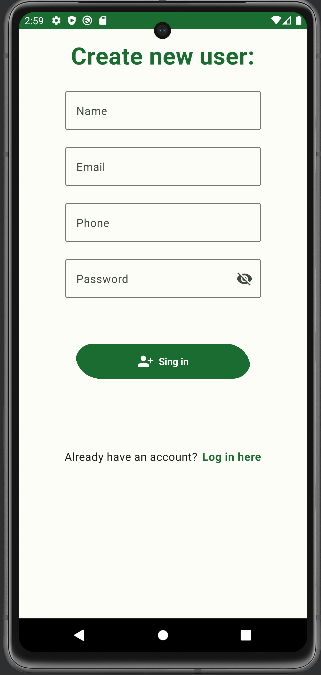 2:59
Create new user:
Name
Email
Phone
Password
Sing in
Already have an account? Log in here